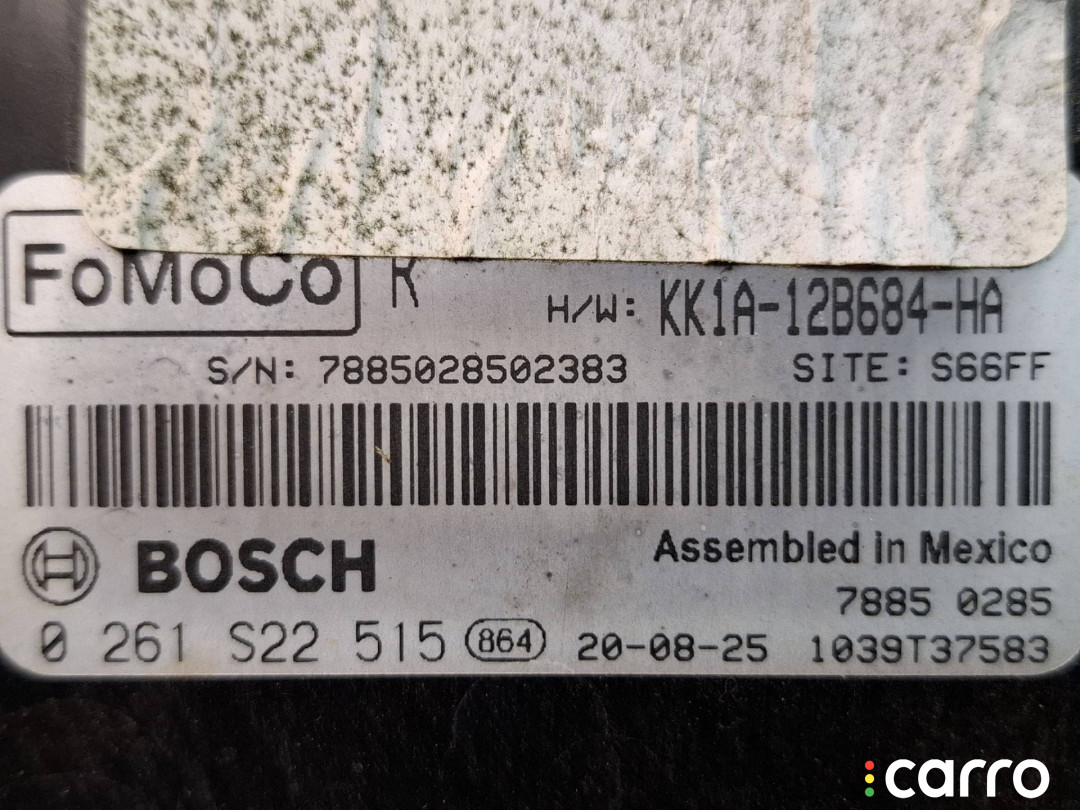 FoMoCo R H/W: KK1A-12B684-HA
S/N: 7885028502383 SITE: S66FF
BOSCH Assembled in Mexico
7885 0285
0 261 S22 515 864 20-08-25 1039T37583
carro